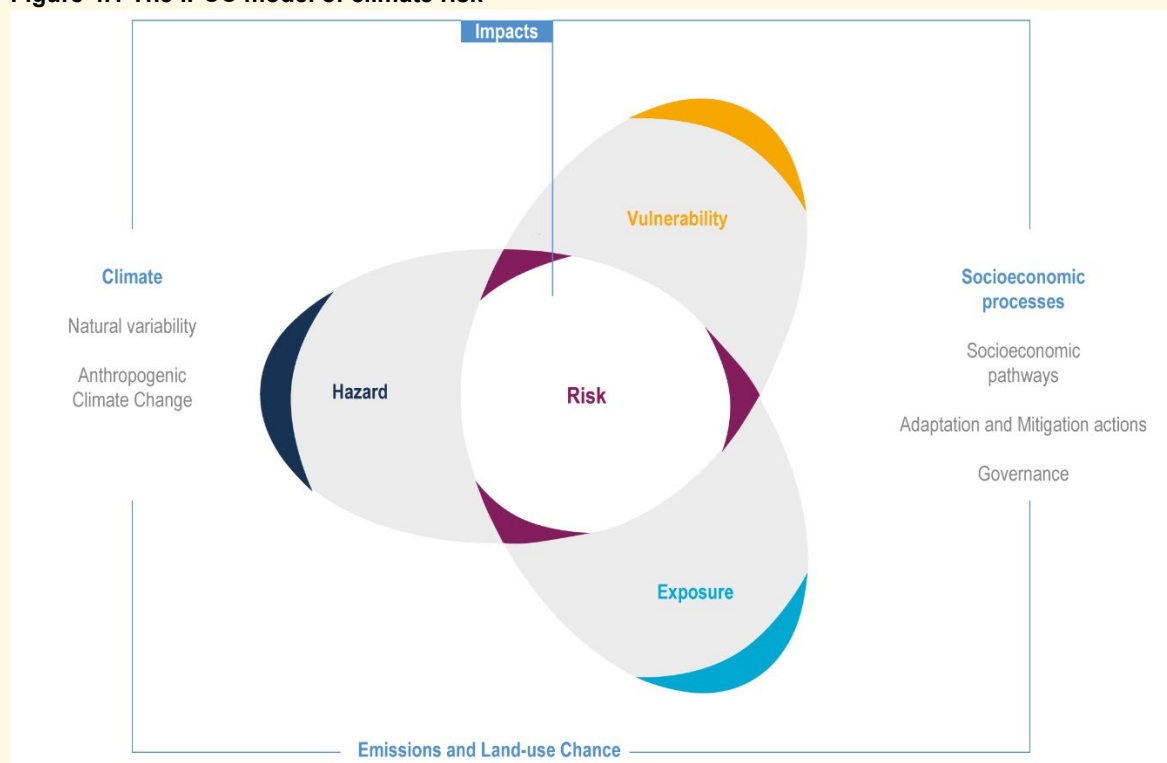 Impacts
Vulnerability
Climate
Natural variability
Anthropogenic
Climate Change
Hazard
Risk
Socioeconomic
processes
Socioeconomic
pathways
Adaptation and Mitigation actions
Governance
Exposure
Emissions and Land-use Chance